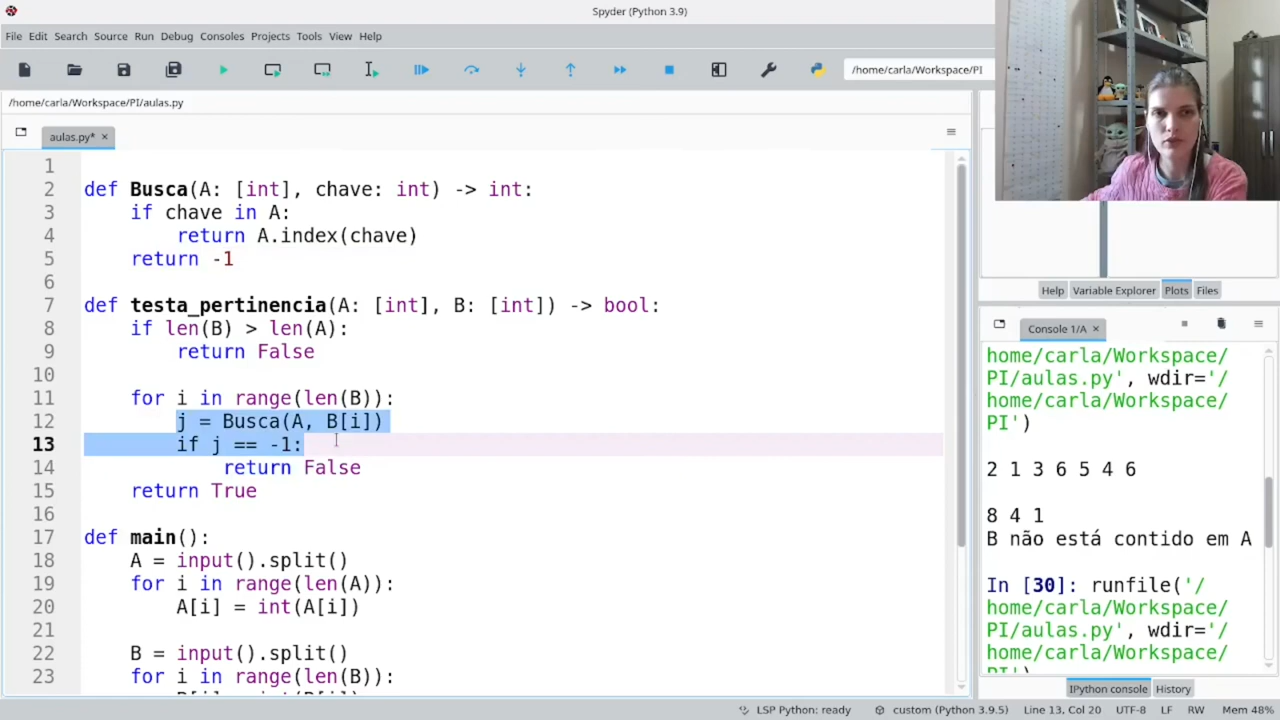 Spyder (Python 3.9)
File Edit Search Source Run Debug Consoles Projects Tools View Help
/home/carla/Workspace/PI
/home/carla/Workspace/PI/aulas.py
aulas.py* ×
1
2 def Busca(A: [int], chave: int) -> int:
3 if chave in A:
4 return A.index(chave)
5 return -1
6
7 def testa_pertinencia(A: [int], B: [int]) -> bool:
8 if len(B) > len(A):
9 return False
10
11 for i in range(len(B)):
12 j = Busca(A, B[i])
13 if j == -1:
14 return False
15 return True
16
17 def main():
18 A = input().split()
19 for i in range(len(A)):
20 A[i] = int(A[i])
21
22 B = input().split()
23 for i in range(len(B)):
B[i] = int(B[i])
Help Variable Explorer Plots Files
Console 1/A ×
home/carla/Workspace/
PI/aulas.py', wdir='/
home/carla/Workspace/
PI')
2 1 3 6 5 4 6
8 4 1
B não está contido em A
In [30]: runfile('/
home/carla/Workspace/
PI/aulas.py', wdir='/
home/carla/Workspace/
PI')
IPython console History
LSP Python: ready custom (Python 3.9.5) Line 13, Col 20 UTF-8 LF RW Mem 48%